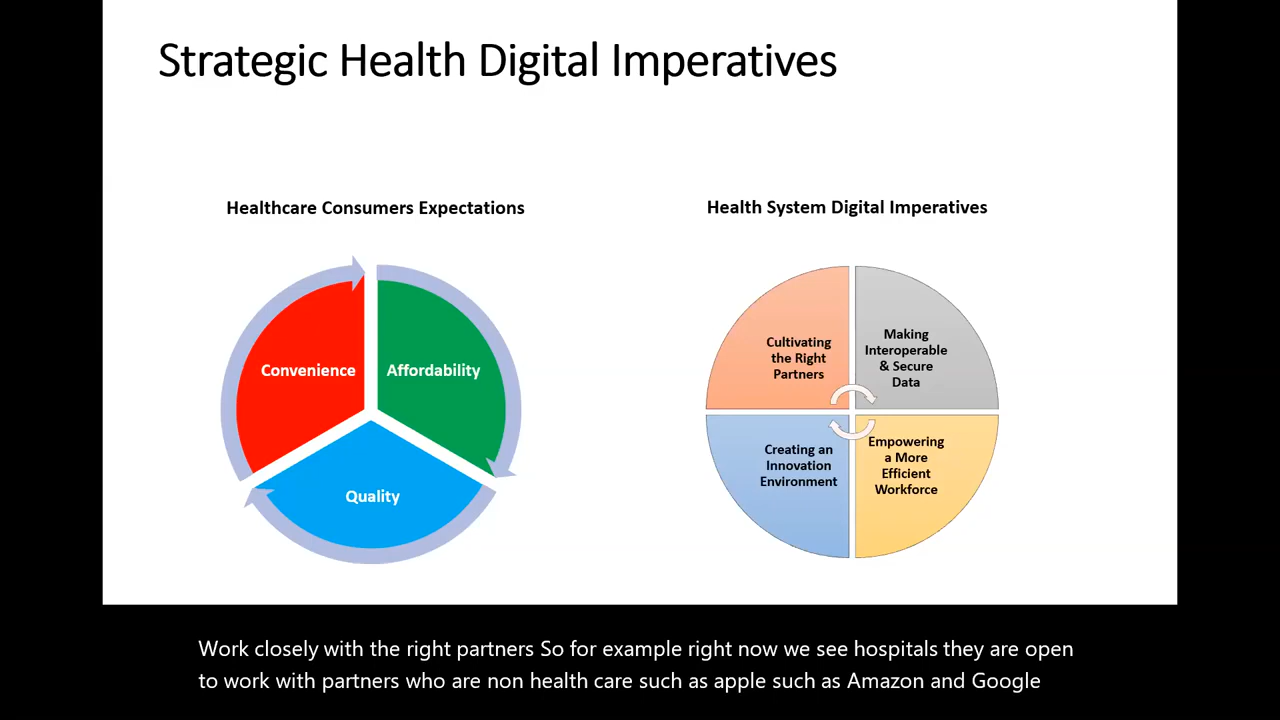 Strategic Health Digital Imperatives
Healthcare Consumers Expectations
Convenience
Affordability
Quality
Health System Digital Imperatives
Cultivating
the Right
Partners
Making
Interoperable
& Secure
Data
Creating an
Innovation
Environment
Empowering
a More
Efficient
Workforce
Work closely with the right partners So for example right now we see hospitals they are open
to work with partners who are non health care such as apple such as Amazon and Google